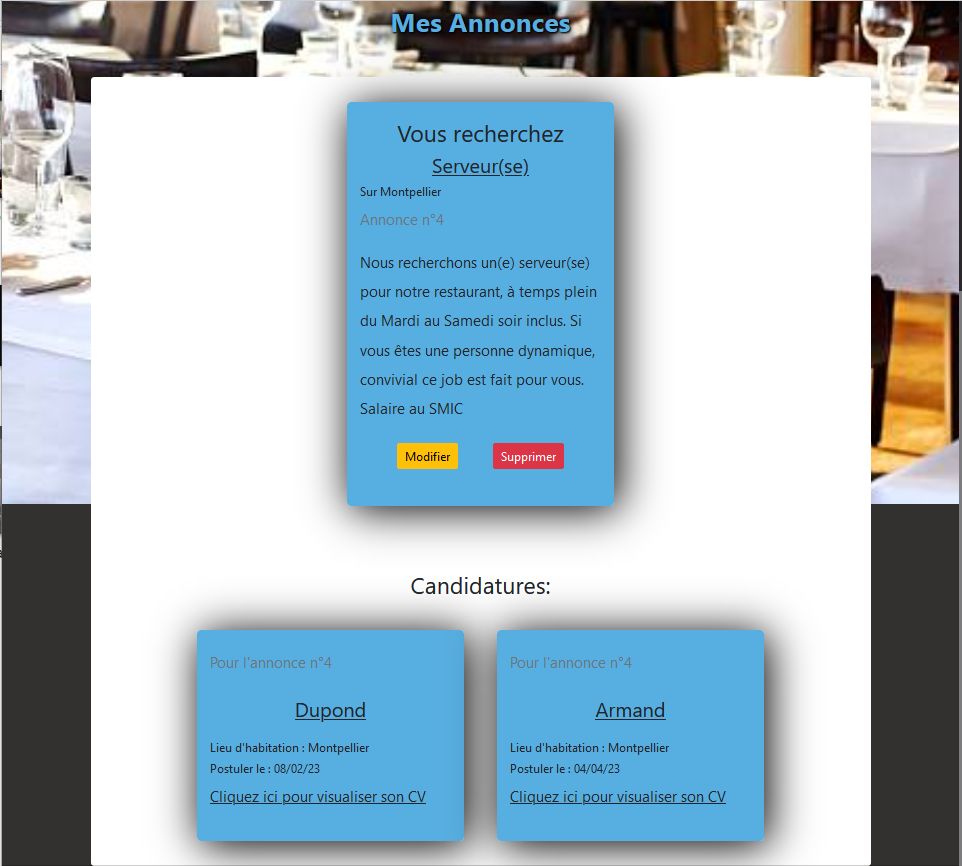 Mes Annonces
Vous recherchez
Serveur(se)
Sur Montpellier
Annonce n°4
Nous recherchons un(e) serveur(se)
pour notre restaurant, à temps plein
du Mardi au Samedi soir inclus. Si
vous êtes une personne dynamique,
convivial ce job est fait pour vous.
Salaire au SMIC
Modifier
Supprimer
Candidatures:
Pour l'annonce n°4
Dupond
Lieu d'habitation : Montpellier
Postuler le : 08/02/23
Cliquez ici pour visualiser son CV
Pour l'annonce n°4
Armand
Lieu d'habitation : Montpellier
Postuler le : 04/04/23
Cliquez ici pour visualiser son CV